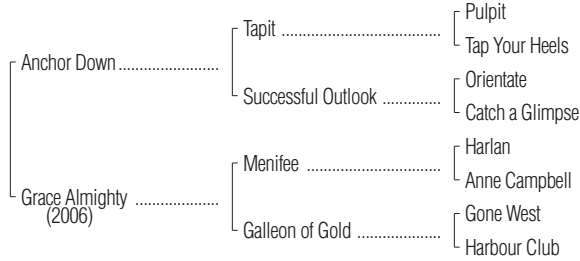 Pulpit
Tapit ..........................
Tap Your Heels
Anchor Down ......................
Orientate
Successful Outlook .............
Catch a Glimpse
Harlan
Menifee ..........................
Anne Campbell
Grace Almighty ..................
(2006)
Gone West
Galleon of Gold ..................
Harbour Club